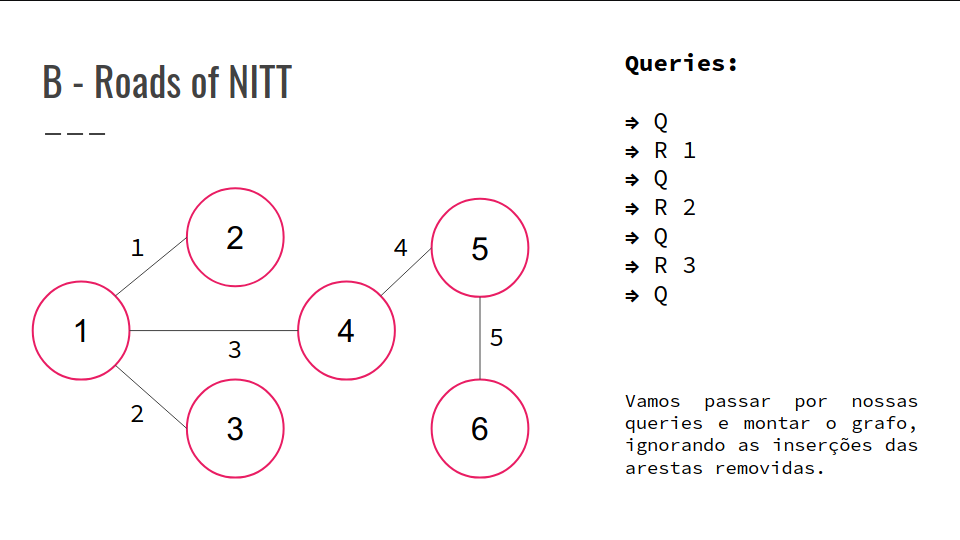 B - Roads of NITT
Queries:
⇒ Q
⇒ R 1
⇒ Q
⇒ R 2
⇒ Q
⇒ R 3
⇒ Q
2
1
5
4
1
4
3
5
2
3
6
Vamos passar por nossas
queries e montar o grafo,
ignorando as inserções das
arestas removidas.